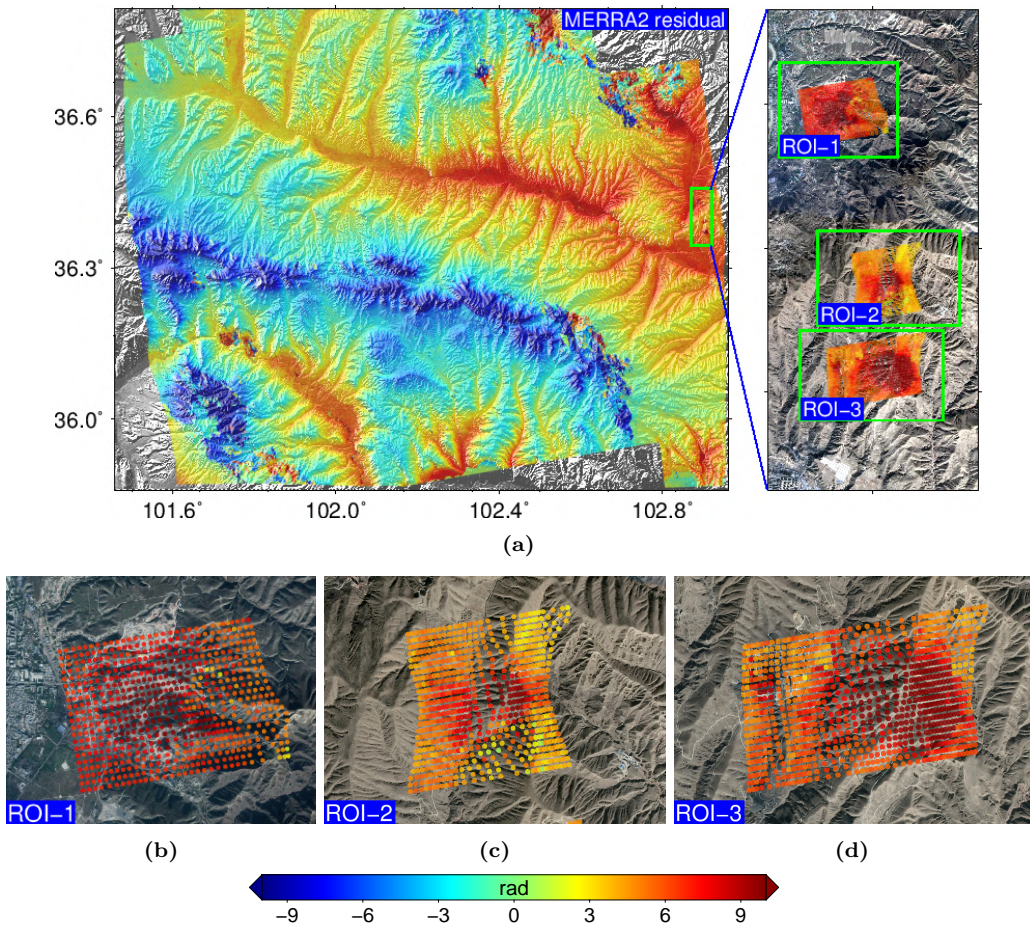 MERRA2 residual
36.6°
36.3°
36.0°
101.6° 102.0° 102.4° 102.8°
ROI-1
ROI-2
ROI-3
(a)
ROI-1
ROI-2
ROI-3
(b) (c) (d)
rad
−9 −6 −3 0 3 6 9